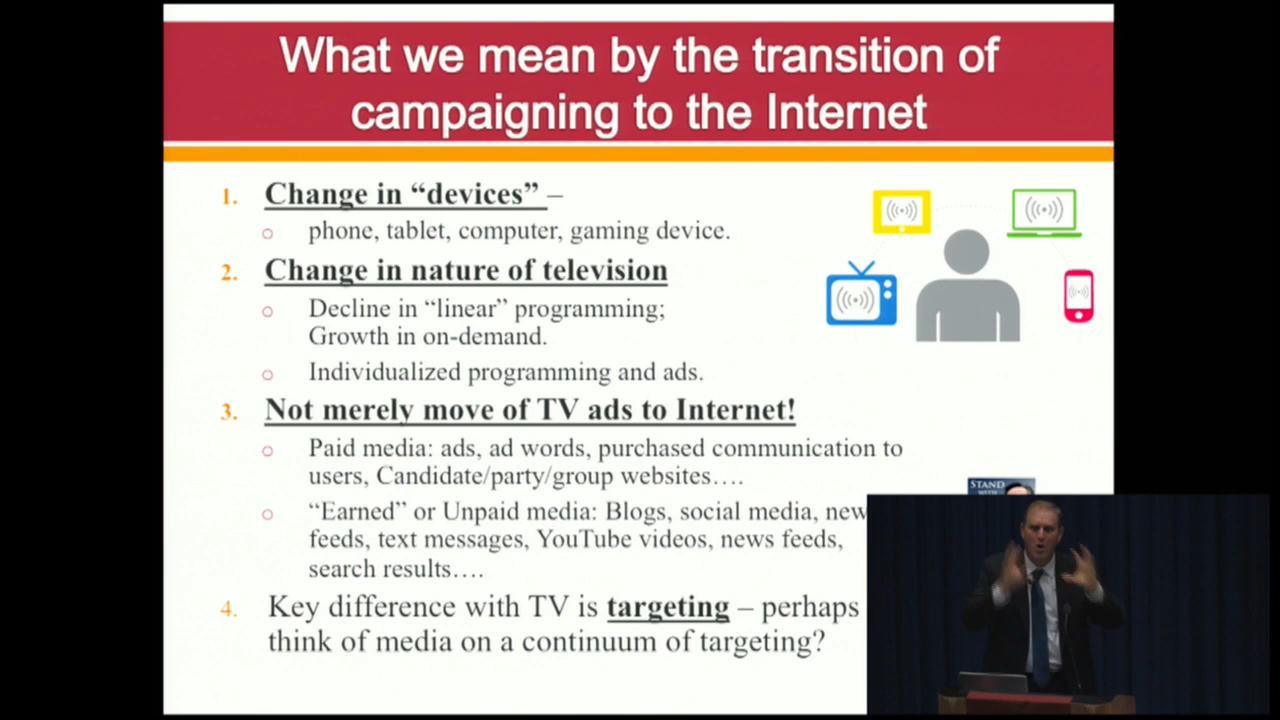 What we mean by the transition of
campaigning to the Internet
1. Change in “devices” –
phone, tablet, computer, gaming device.
2. Change in nature of television
Decline in “linear” programming;
Growth in on-demand.
Individualized programming and ads.
3. Not merely move of TV ads to Internet!
Paid media: ads, ad words, purchased communication to
users, Candidate/party/group websites….
“Earned” or Unpaid media: Blogs, social media, new
feeds, text messages, YouTube videos, news feeds,
search results….
4. Key difference with TV is targeting – perhaps
think of media on a continuum of targeting?
STAND
WITH